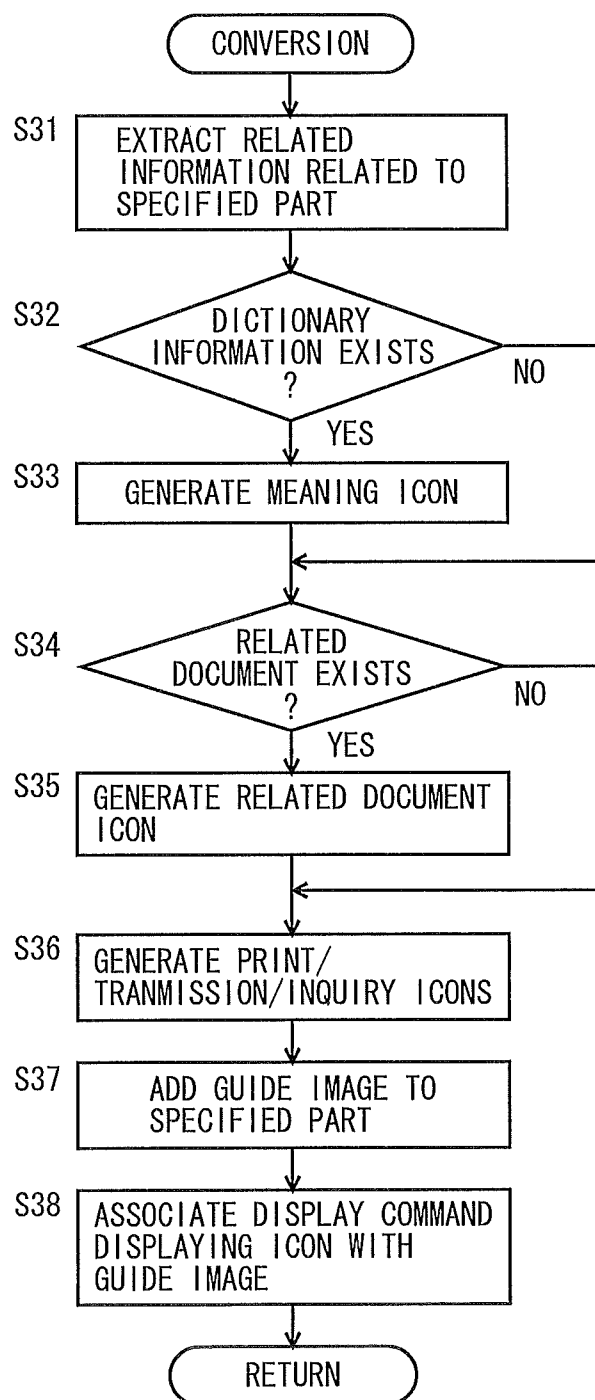 CONVERSION
S31
EXTRACT RELATED
INFORMATION RELATED TO
SPECIFIED PART
S32
DICTIONARY
INFORMATION EXISTS
?
NO
YES
S33
GENERATE MEANING ICON
S34
RELATED
DOCUMENT EXISTS
?
NO
YES
S35
GENERATE RELATED DOCUMENT
ICON
S36
GENERATE PRINT/
TRANMISSION/INQUIRY ICONS
S37
ADD GUIDE IMAGE TO
SPECIFIED PART
S38
ASSOCIATE DISPLAY COMMAND
DISPLAYING ICON WITH
GUIDE IMAGE
RETURN